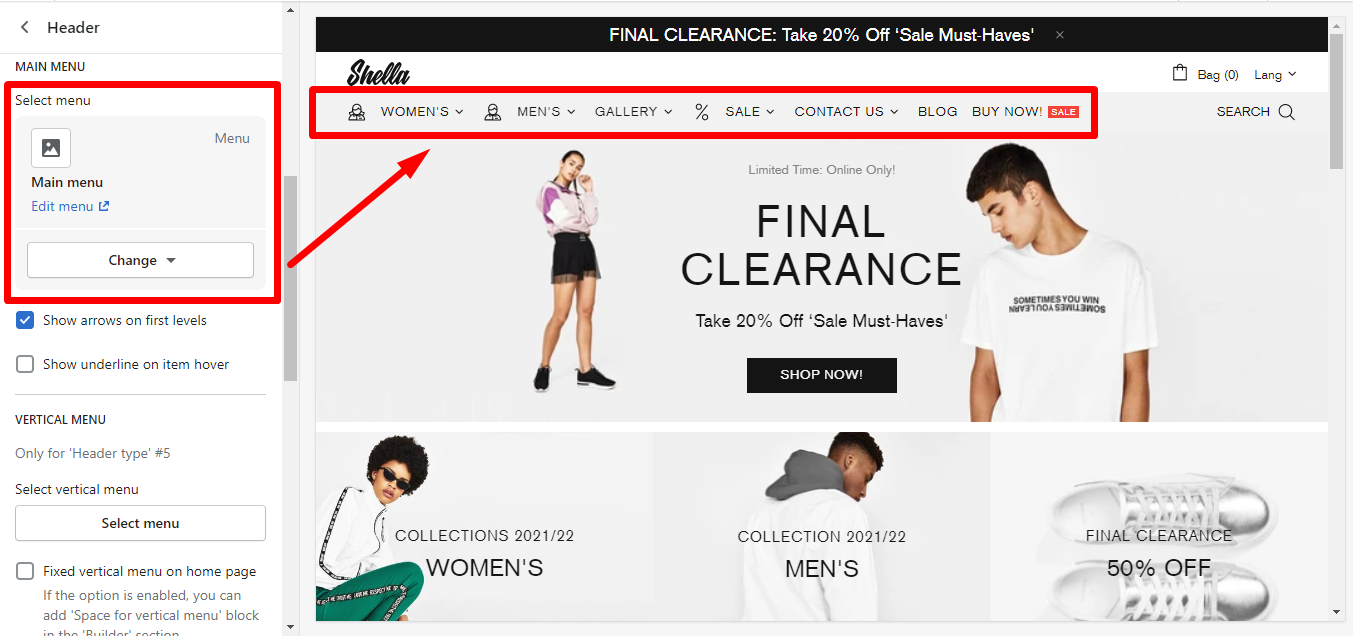 Header
MAIN MENU
Select menu
Menu
Main menu
Edit menu
Change
Show arrows on first levels
Show underline on item hover
VERTICAL MENU
Only for 'Header type' #5
Select vertical menu
Select menu
Fixed vertical menu on home page
If the option is enabled, you can
add 'Space for vertical menu' block
in the 'Builder' section
FINAL CLEARANCE: Take 20% Off ‘Sale Must-Haves’ ×
Shella
Bag (0) Lang
WOMEN'S MEN'S GALLERY % SALE CONTACT US BLOG BUY NOW! SALE
SEARCH
Limited Time: Online Only!
FINAL
CLEARANCE
Take 20% Off ‘Sale Must-Haves’
SHOP NOW!
SOMETIMES YOU WIN
SOMETIMES YOU LEARN
COLLECTIONS 2021/22
WOMEN'S
COLLECTION 2021/22
MEN'S
FINAL CLEARANCE
50% OFF